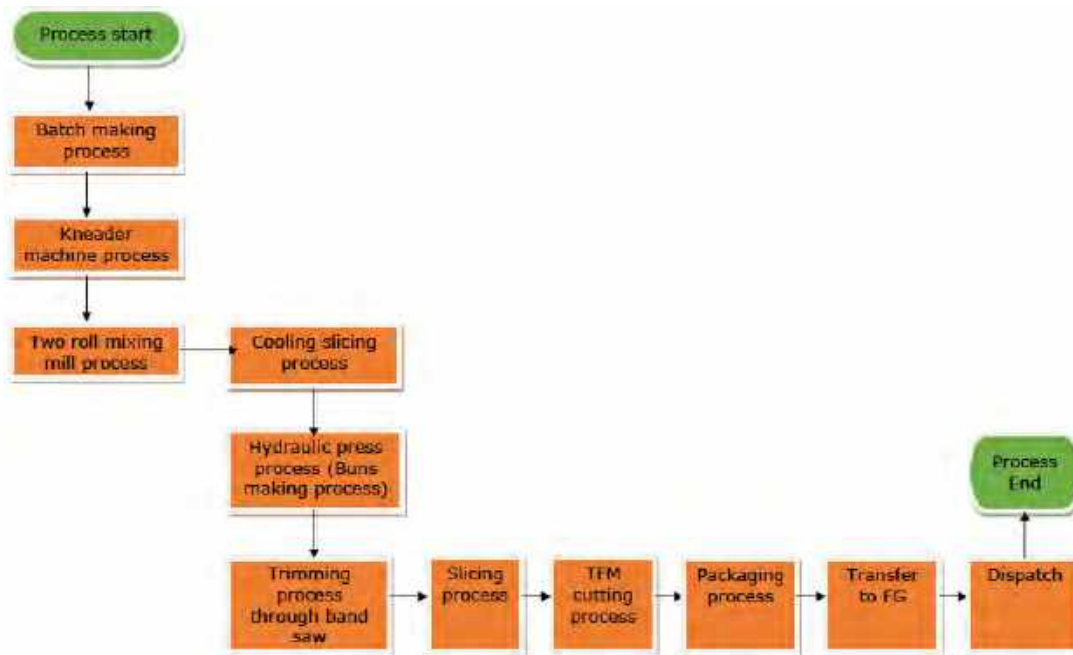 Process start
Batch making
process
Kneader
machine process
Two roll mixing
mill process
Cooling slicing
process
Hydraulic press
process (Buns
making process)
Trimming
process
through band
saw
Slicing
process
TFM
cutting
process
Packaging
process
Transfer
to FG
Dispatch
Process
End